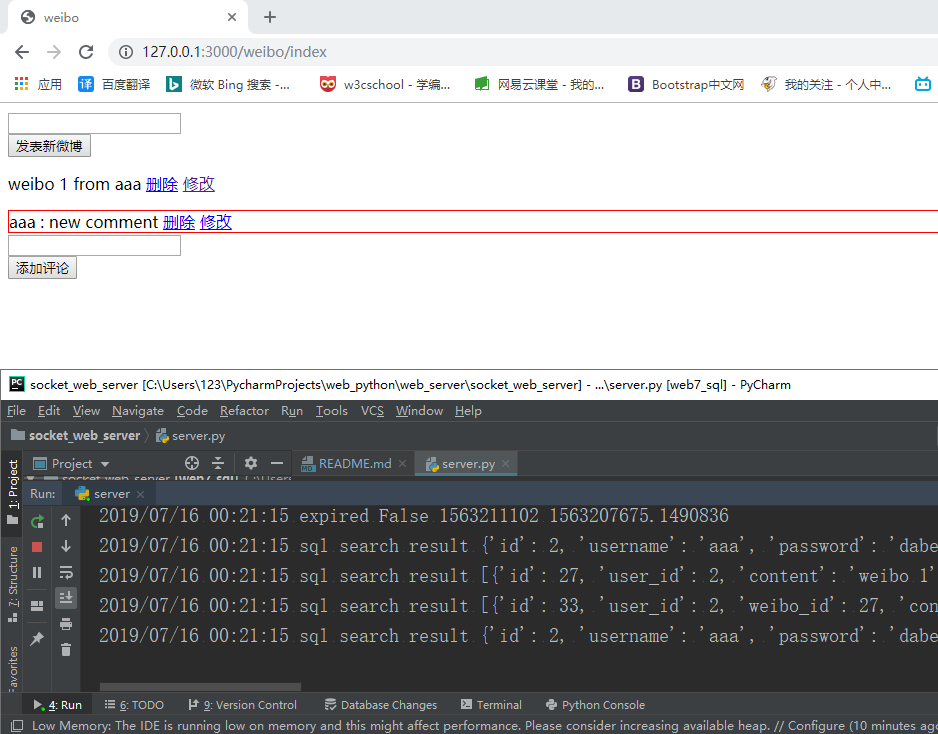 weibo
127.0.0.1:3000/weibo/index
应用 译 百度翻译 微软 Bing 搜索 -... w3cschool - 学编... 网易云课堂 - 我的... B Bootstrap中文网 我的关注 - 个人中...
发表新微博
weibo 1 from aaa 删除 修改
aaa : new comment 删除 修改
添加评论
PC socket_web_server [C:\Users\123\PycharmProjects\web_python\web_server\socket_web_server] - ...\server.py [web7_sql] - PyCharm
File Edit View Navigate Code Refactor Run Tools VCS Window Help
socket_web_server server.py
1: Project
Project README.md server.py
Run: server
2019/07/16 00:21:15 expired False 1563211102 1563207675.1490836
2019/07/16 00:21:15 sql search result {'id': 2, 'username': 'aaa', 'password': 'dabe
2019/07/16 00:21:15 sql search result [{'id': 27, 'user_id': 2, 'content': 'weibo 1'
2019/07/16 00:21:15 sql search result [{'id': 33, 'user_id': 2, 'weibo_id': 27, 'con
2019/07/16 00:21:15 sql search result {'id': 2, 'username': 'aaa', 'password': 'dabe
7: Structure
Favorites
4: Run 6: TODO 9: Version Control Database Changes Terminal Python Console
Low Memory: The IDE is running low on memory and this might affect performance. Please consider increasing available heap. // Configure (10 minutes ago